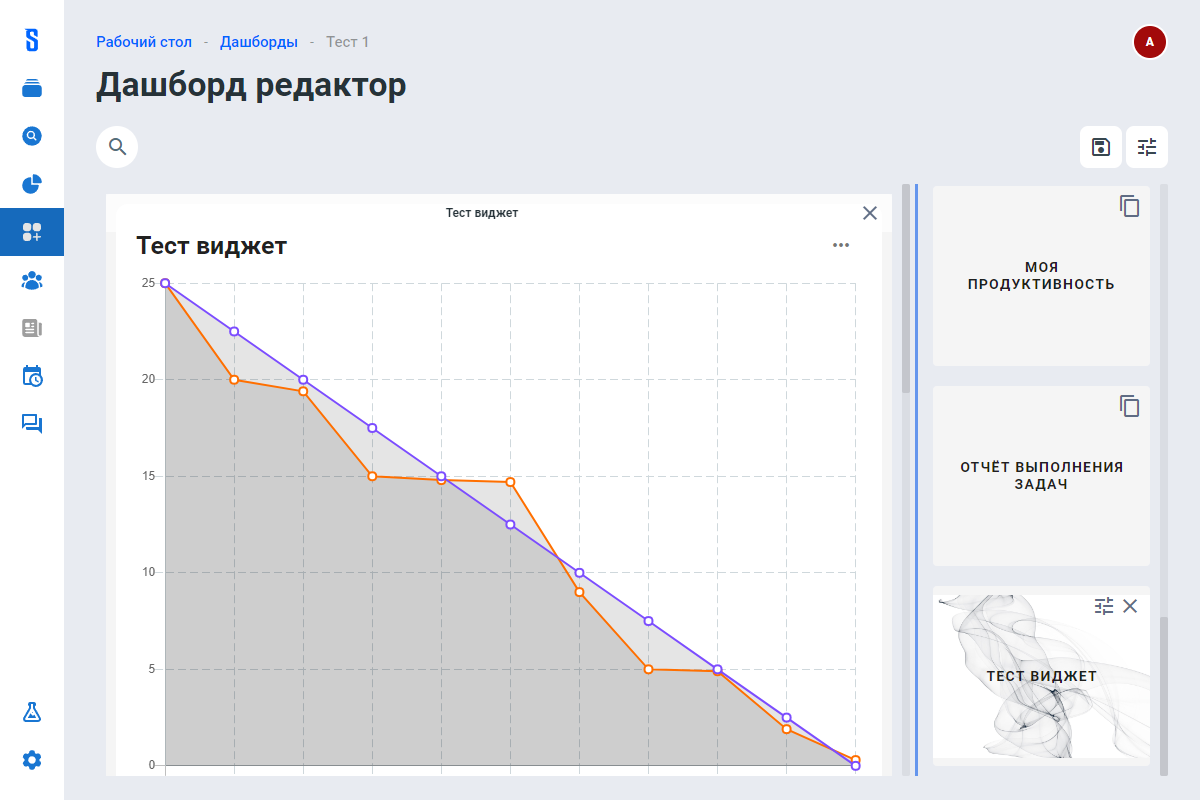 Рабочий стол - Дашборды - Тест 1
A
Дашборд редактор
Тест виджет
Тест виджет
25
20
15
10
5
0
МОЯ
ПРОДУКТИВНОСТЬ
ОТЧЁТ ВЫПОЛНЕНИЯ
ЗАДАЧ
ТЕСТ ВИДЖЕТ